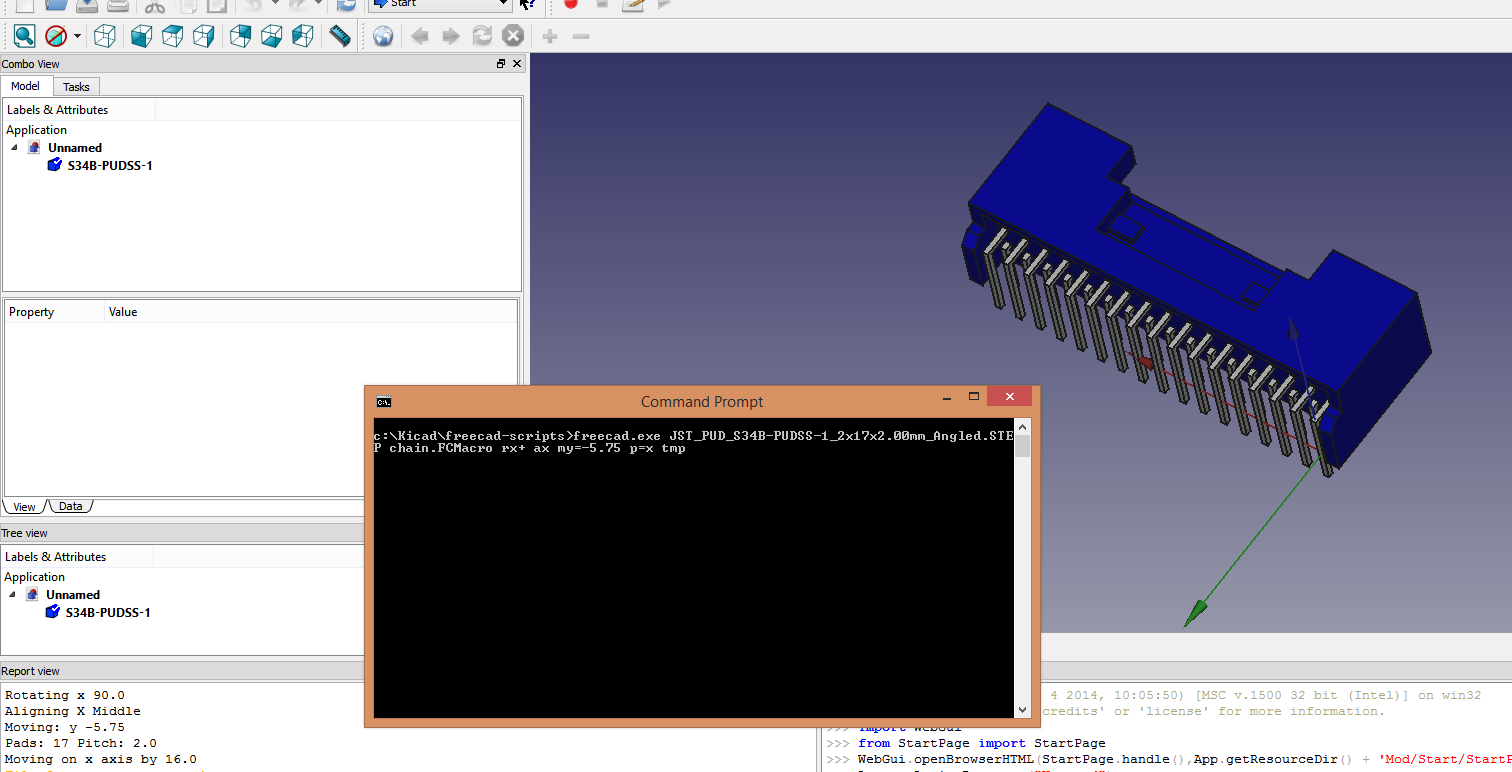 Start
Combo View
Model Tasks
Labels & Attributes
Application
Unnamed
S34B-PUDSS-1
Property Value
View Data
Tree view
Labels & Attributes
Application
Unnamed
S34B-PUDSS-1
Report view
Rotating x 90.0
Aligning X Middle
Moving: y -5.75
Pads: 17 Pitch: 2.0
Moving on x axis by 16.0
Command Prompt
c:\Kicad\freecad-scripts>freecad.exe JST_PUD_S34B-PUDSS-1_2x17x2.00mm_Angled.STE
P chain.FCMacro rx+ ax my=-5.75 p=x tmp
4 2014, 10:05:50) [MSC v.1500 32 bit (Intel)] on win32
credits' or 'license' for more information.
>>> import WebGui
>>> from StartPage import StartPage
>>> WebGui.openBrowserHTML(StartPage.handle(),App.getResourceDir() + 'Mod/Start/StartP